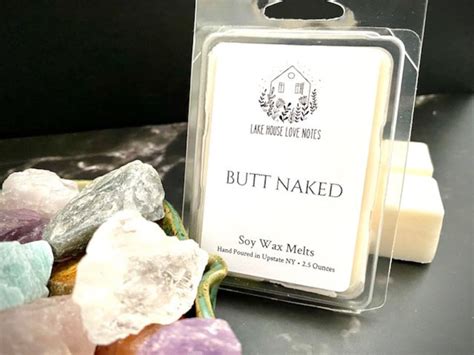 LAKE HOUSE LOVE NOTES
BUTT NAKED
Soy Wax Melts
Hand Poured in Upstate NY • 2.5 Ounces